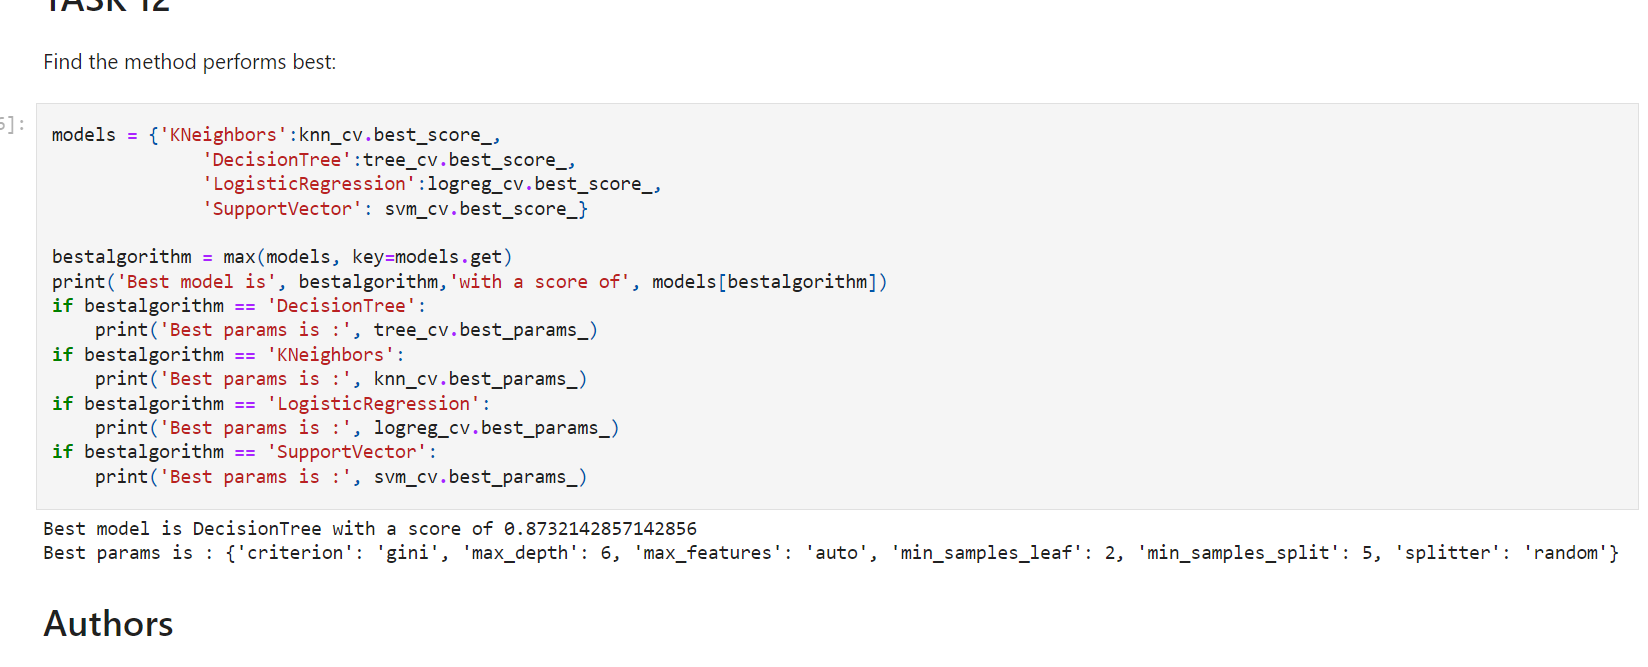 TASK 12
Find the method performs best:
5]:
models = {'KNeighbors':knn_cv.best_score_,
              'DecisionTree':tree_cv.best_score_,
              'LogisticRegression':logreg_cv.best_score_,
              'SupportVector': svm_cv.best_score_}
bestalgorithm = max(models, key=models.get)
print('Best model is', bestalgorithm,'with a score of', models[bestalgorithm])
if bestalgorithm == 'DecisionTree':
    print('Best params is :', tree_cv.best_params_)
if bestalgorithm == 'KNeighbors':
    print('Best params is :', knn_cv.best_params_)
if bestalgorithm == 'LogisticRegression':
    print('Best params is :', logreg_cv.best_params_)
if bestalgorithm == 'SupportVector':
    print('Best params is :', svm_cv.best_params_)
Best model is DecisionTree with a score of 0.8732142857142856
Best params is : {'criterion': 'gini', 'max_depth': 6, 'max_features': 'auto', 'min_samples_leaf': 2, 'min_samples_split': 5, 'splitter': 'random'}
Authors